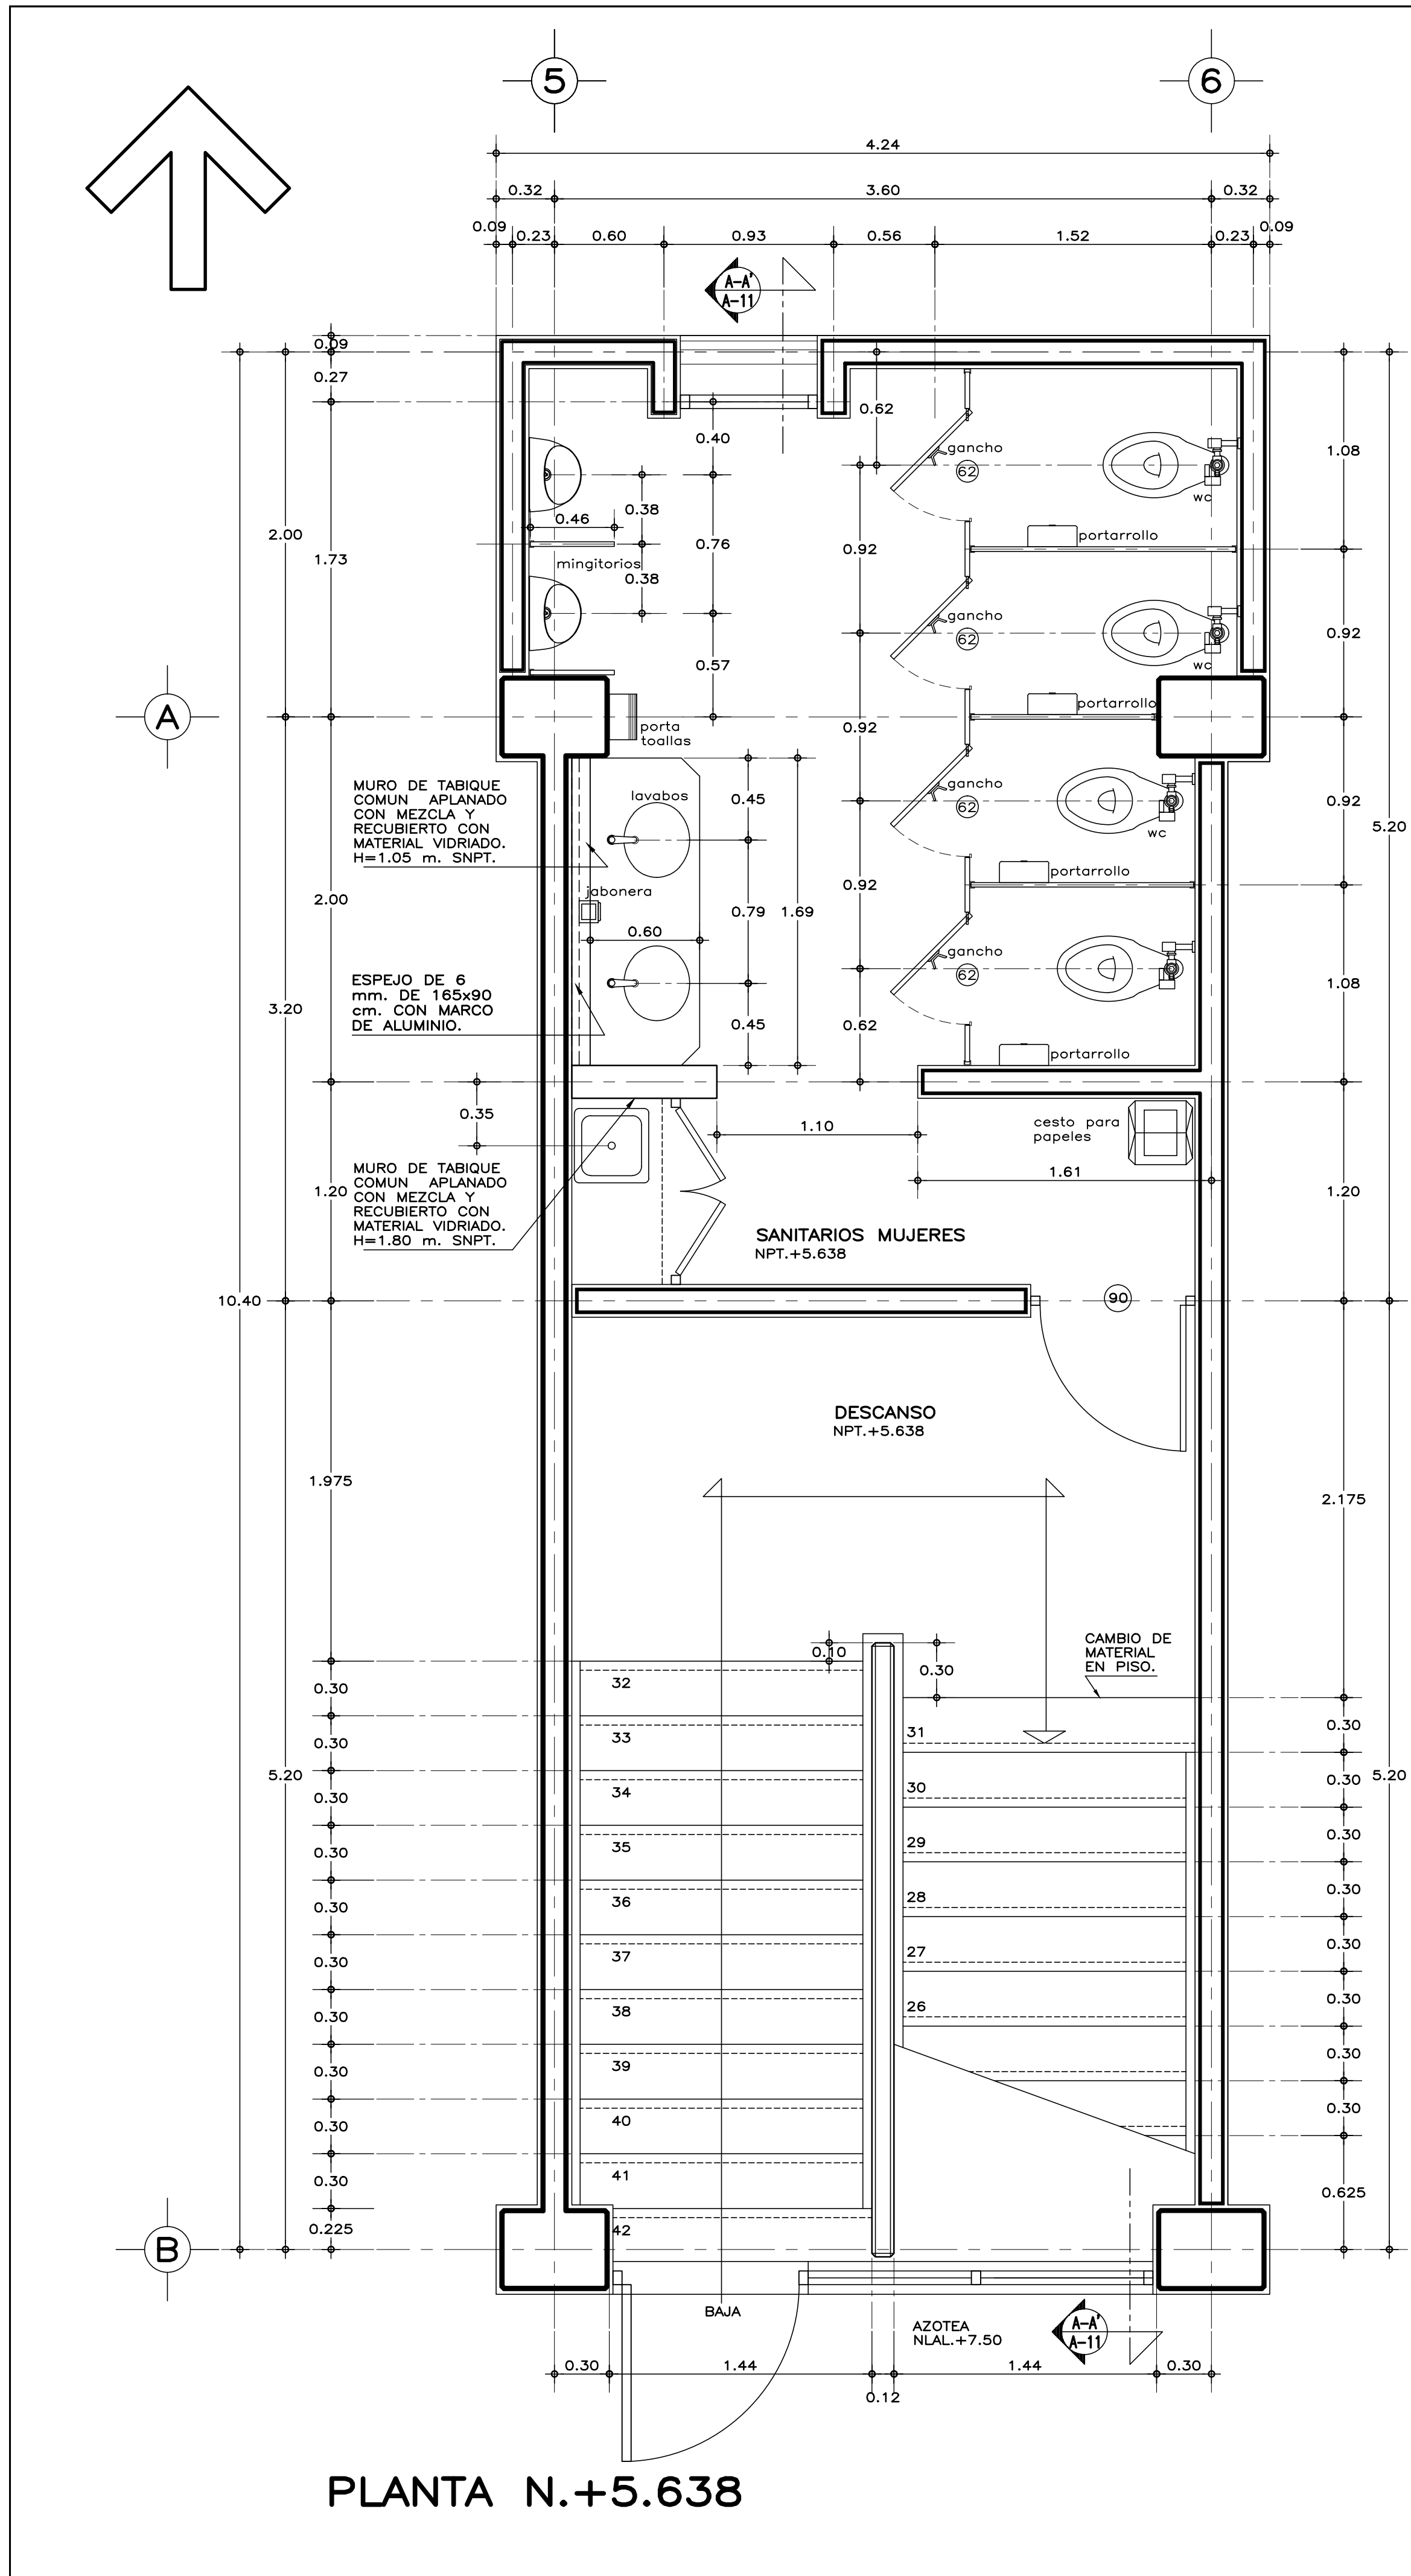 5 6
4.24
0.32 3.60 0.32
0.09 0.23 0.60 0.93 0.56 1.52 0.23 0.09
A-A'
A-11
0.09
0.27
0.62
0.40
gancho
62
1.08
wc
0.46
0.38
2.00
1.73
0.76
0.92
portarrollo
mingitorios
0.38
gancho
62
0.92
0.57
wc
portarrollo
A
porta
toallas
0.92
MURO DE TABIQUE
COMUN APLANADO
CON MEZCLA Y
RECUBIERTO CON
MATERIAL VIDRIADO.
H=1.05 m. SNPT.
lavabos
0.45
gancho
62
0.92
5.20
wc
portarrollo
jabonera
2.00
0.79
1.69
0.92
0.60
gancho
62
ESPEJO DE 6
mm. DE 165x90
cm. CON MARCO
DE ALUMINIO.
3.20
0.45
0.62
1.08
portarrollo
0.35
1.10
cesto para
papeles
1.61
MURO DE TABIQUE
COMUN APLANADO
CON MEZCLA Y
RECUBIERTO CON
MATERIAL VIDRIADO.
H=1.80 m. SNPT.
1.20
1.20
SANITARIOS MUJERES
NPT.+5.638
10.40
90
DESCANSO
NPT.+5.638
1.975
2.175
CAMBIO DE
MATERIAL
EN PISO.
0.10
0.30
0.30 32
31 0.30
0.30 33
5.20
30 0.30 5.20
0.30 34
29 0.30
0.30 35
28 0.30
0.30 36
27 0.30
0.30 37
26 0.30
0.30 38
0.30
0.30 39
0.30
0.30 40
0.30 41
0.625
0.225
42
B
BAJA
AZOTEA
NLAL.+7.50
A-A'
A-11
0.30 1.44 1.44 0.30
0.12
PLANTA N.+5.638